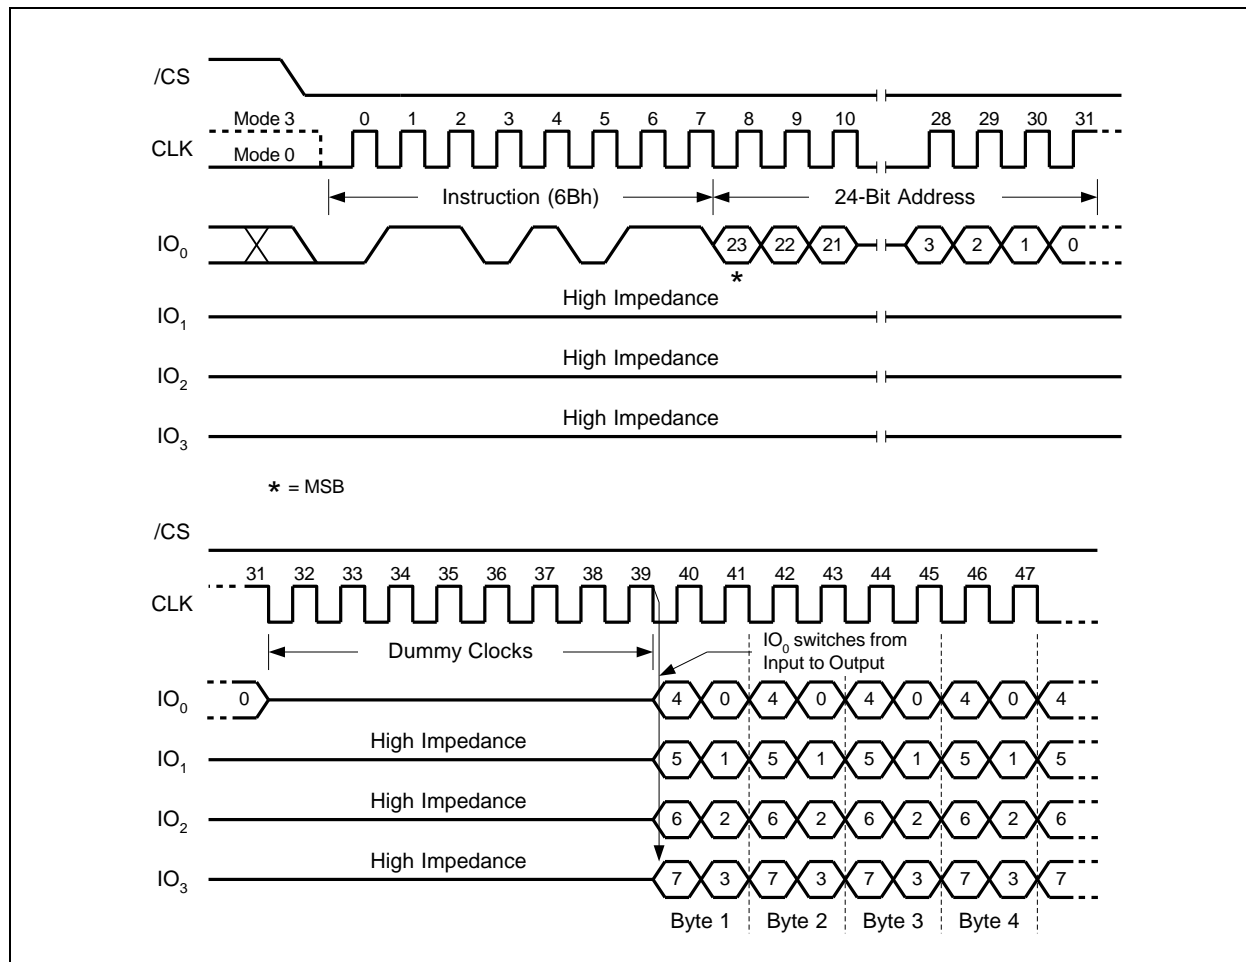 /CS
Mode 3 0 1 2 3 4 5 6 7 8 9 10 28 29 30 31
CLK
Mode 0
Instruction (6Bh) 24-Bit Address
IO0 23 22 21 3 2 1 0
*
High Impedance
IO1
High Impedance
IO2
High Impedance
IO3
* = MSB
/CS
31 32 33 34 35 36 37 38 39 40 41 42 43 44 45 46 47
CLK
Dummy Clocks
IO0 switches from
Input to Output
IO0 0 4 0 4 0 4 0 4 0 4
High Impedance
IO1 5 1 5 1 5 1 5 1 5
High Impedance
IO2 6 2 6 2 6 2 6 2 6
High Impedance
IO3 7 3 7 3 7 3 7 3 7
Byte 1 Byte 2 Byte 3 Byte 4